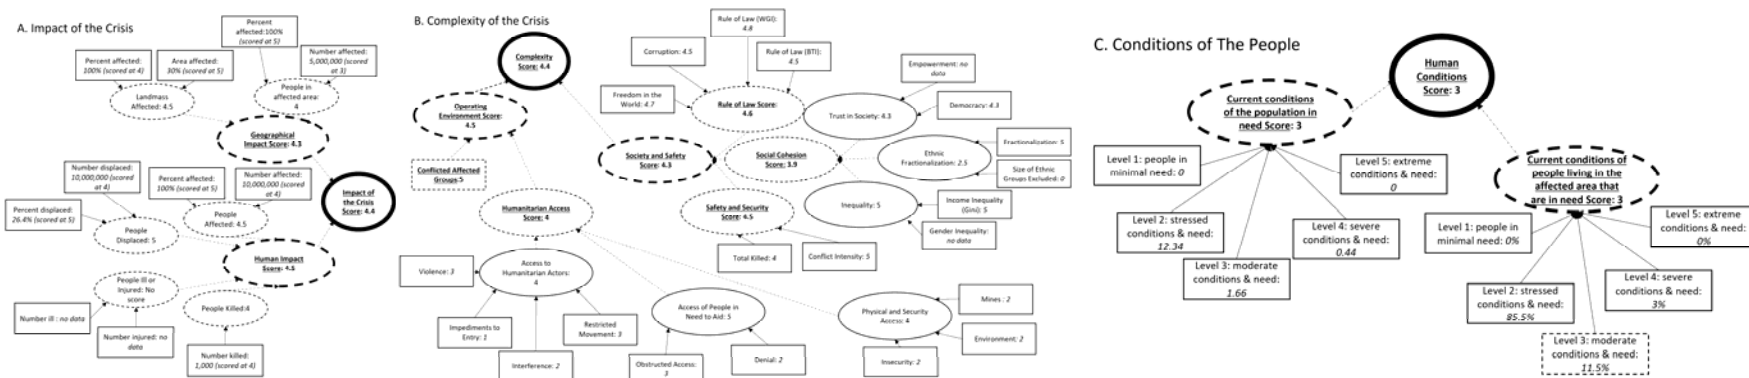 A. Impact of the Crisis
Percent
affected:100%
(scored at 5)
Number affected:
5,000,000 (scored
at 3)
Percent affected:
100% (scored at 4)
Area affected:
30% (scored at 5)
Landmass
Affected: 4.5
People in
affected area:
4
Geographical
Impact Score: 4.3
Number displaced:
10,000,000 (scored
at 4)
Percent affected:
100% (scored at 5)
Number affected:
10,000,000 (scored
at 4)
Percent displaced:
26.4% (scored at 5)
People
Affected: 4.5
Impact of
the Crisis
Score: 4.4
People
Displaced: 5
Human Impact
Score: 4.5
People Ill or
Injured: No
score
People Killed:4
Number ill : no data
Number injured: no
data
Number killed:
1,000 (scored at 4)
B. Complexity of the Crisis
Complexity
Score: 4.4
Operating
Environment Score:
4.5
Conflicted Affected
Groups:5
Rule of Law (WGI):
4.8
Corruption: 4.5
Rule of Law (BTI):
4.5
Freedom in the
World: 4.7
Rule of Law Score:
4.6
Empowerment: no
data
Democracy: 4.3
Trust in Society: 4.3
Society and Safety
Score: 4.3
Social Cohesion
Score: 3.9
Ethnic
Fractionalization: 2.5
Fractionalization: 5
Size of Ethnic
Groups Excluded: 0
Humanitarian Access
Score: 4
Safety and Security
Score: 4.5
Inequality: 5
Income Inequality
(Gini): 5
Gender Inequality:
no data
Total Killed: 4
Conflict Intensity: 5
Violence: 3
Access to
Humanitarian Actors:
4
Impediments to
Entry: 1
Restricted
Movement: 3
Interference: 2
Access of People in
Need to Aid: 5
Obstructed Access:
3
Denial: 2
Physical and Security
Access: 4
Mines : 2
Environment: 2
Insecurity: 2
C. Conditions of The People
Human
Conditions
Score: 3
Current conditions
of the population in
need Score: 3
Level 1: people in
minimal need: 0
Level 5: extreme
conditions & need:
0
Level 2: stressed
conditions & need:
12.34
Level 4: severe
conditions & need:
0.44
Level 3: moderate
conditions & need:
1.66
Current conditions of
people living in the
affected area that
are in need Score: 3
Level 1: people in
minimal need: 0%
Level 5: extreme
conditions & need:
0%
Level 2: stressed
conditions & need:
85.5%
Level 4: severe
conditions & need:
3%
Level 3: moderate
conditions & need:
11.5%